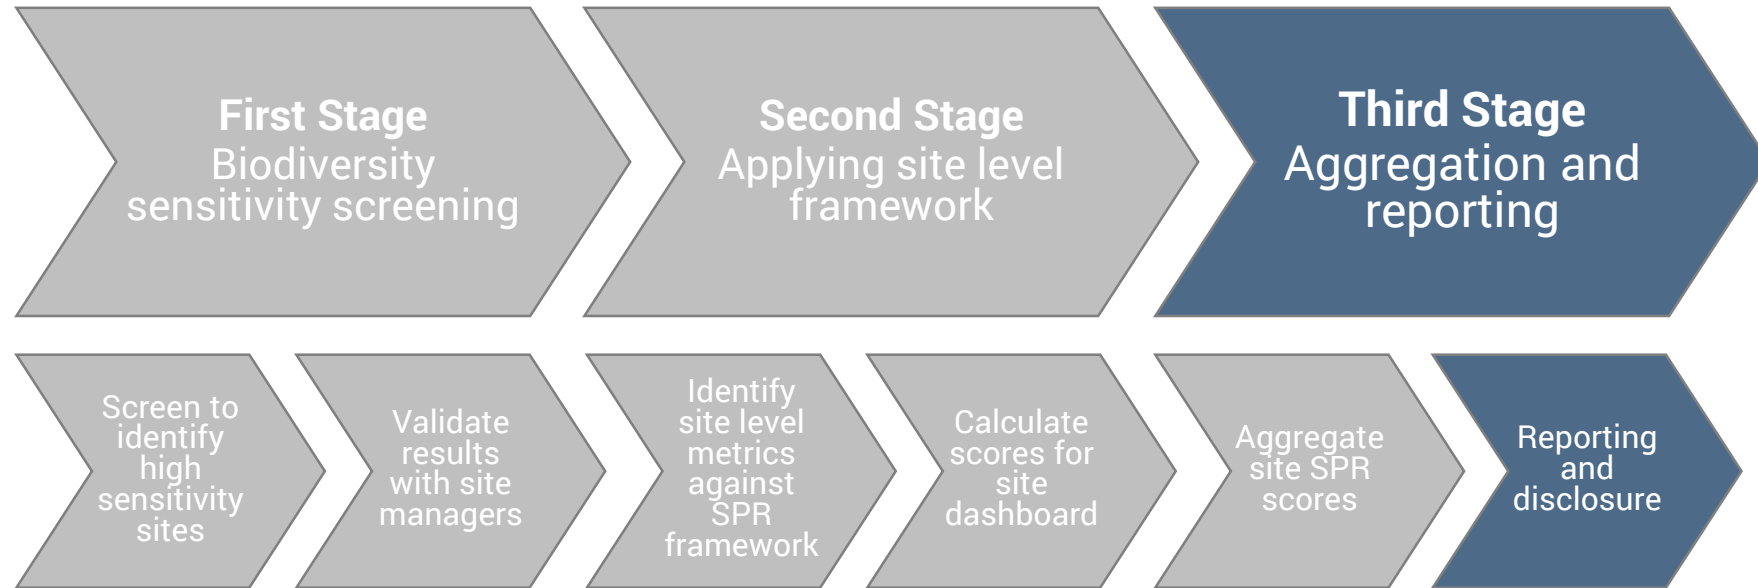 First Stage
Biodiversity
sensitivity screening
Second Stage
Applying site level
framework
Third Stage
Aggregation and
reporting
Screen to
identify
high
sensitivity
sites
Validate
results
with site
managers
Identify
site level
metrics
against
SPR
framework
Calculate
scores for
site
dashboard
Aggregate
site SPR
scores
Reporting
and
disclosure